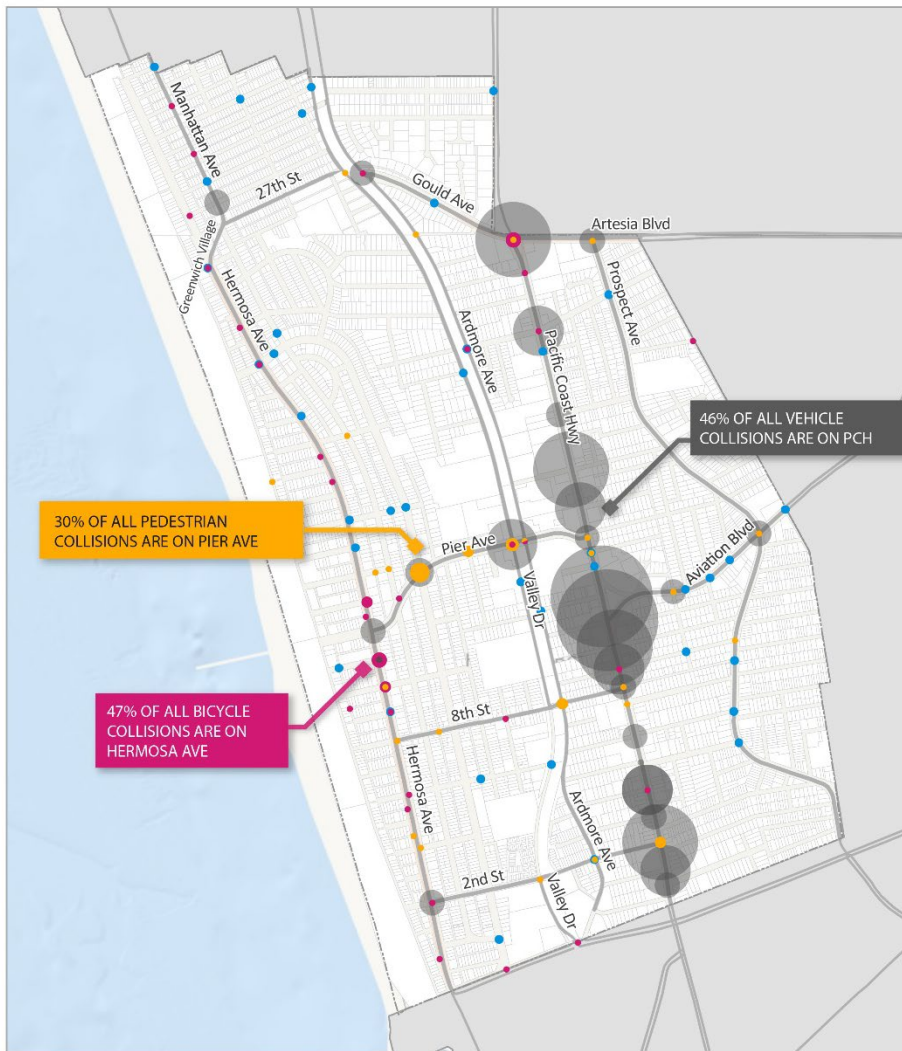 Manhattan Ave
27th St
Gould Ave
Artesia Blvd
Greenwich Village
Hermosa Ave
Ardmore Ave
Pacific Coast Hwy
Prospect Ave
46% OF ALL VEHICLE
COLLISIONS ARE ON PCH
30% OF ALL PEDESTRIAN
COLLISIONS ARE ON PIER AVE
Pier Ave
Aviation Blvd
Valley Dr
47% OF ALL BICYCLE
COLLISIONS ARE ON
HERMOSA AVE
8th St
Hermosa Ave
Ardmore Ave
2nd St
Valley Dr